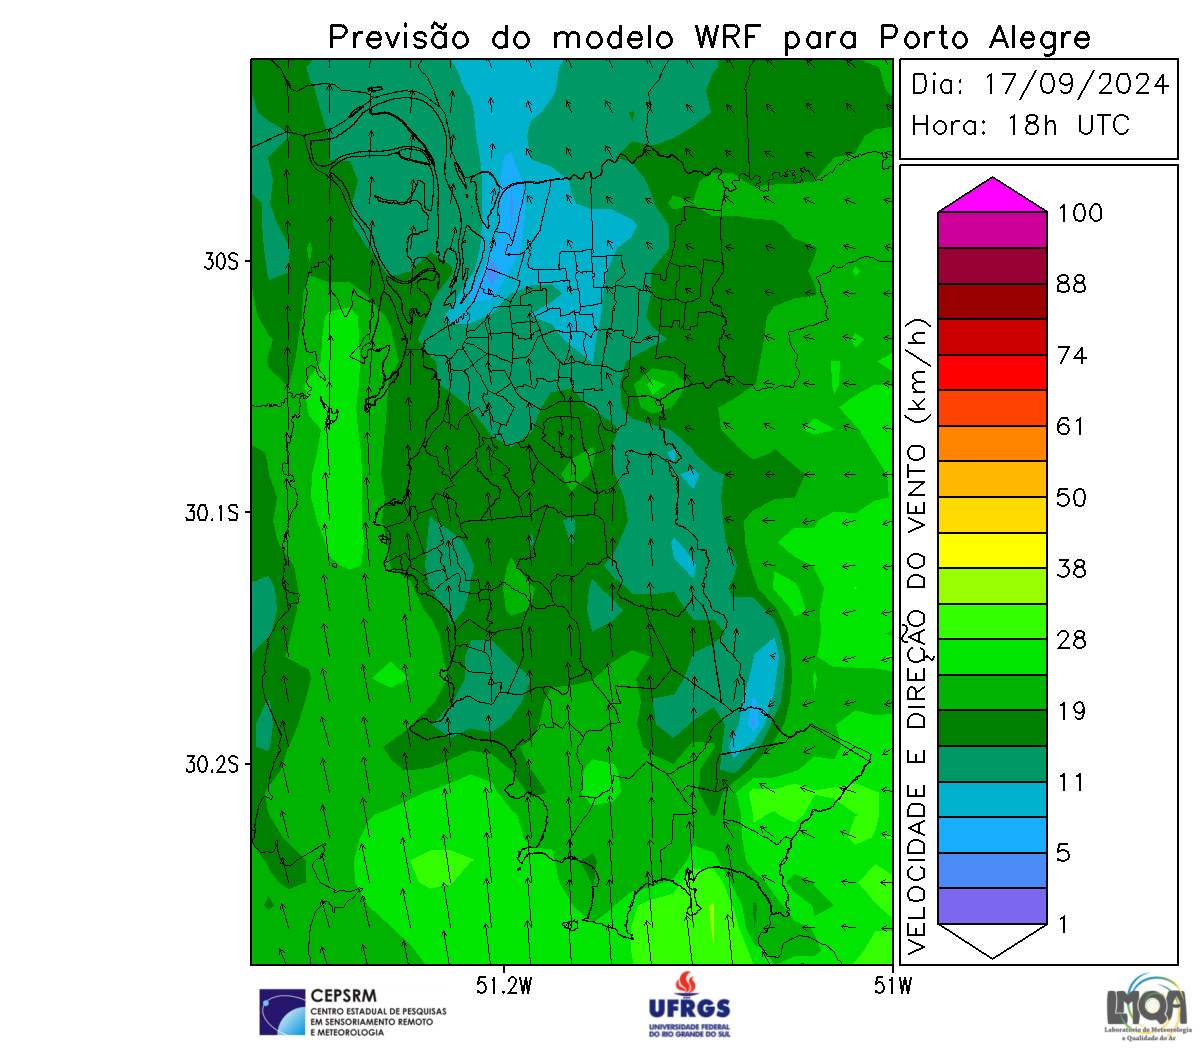 Previsão do modelo WRF para Porto Alegre
Dia: 17/09/2024
Hora: 18h UTC
30S
30.1S
30.2S
51.2W
51W
VELOCIDADE E DIREÇÃO DO VENTO (km/h)
100
88
74
61
50
38
28
19
11
5
1
CEPSRM
CENTRO ESTADUAL DE PESQUISAS
EM SENSORIAMENTO REMOTO
E METEOROLOGIA
UFRGS
UNIVERSIDADE FEDERAL
DO RIO GRANDE DO SUL
LMQA
Laboratório de Meteorologia
e Qualidade do Ar